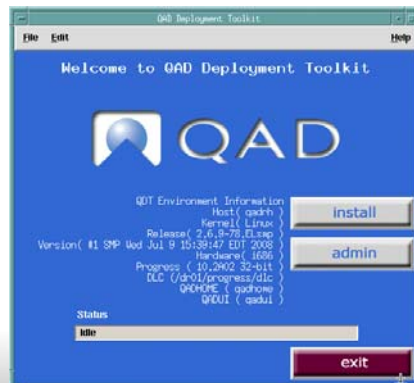 QAD Deployment Toolkit
File Edit Help
Welcome to QAD Deployment Toolkit
QAD
QDT Environment Information
Host( qadrh )
Kernel( Linux )
Release( 2.6.9-78.ELsmp )
Version( #1 SMP Wed Jul 9 15:39:47 EDT 2008 )
Hardware( i686 )
Progress ( 10.2A02 32-bit )
DLC (/dr01/progress/dlc )
QADHOME ( qadhome )
QADUI ( qadui )
install
admin
Status
Idle
exit